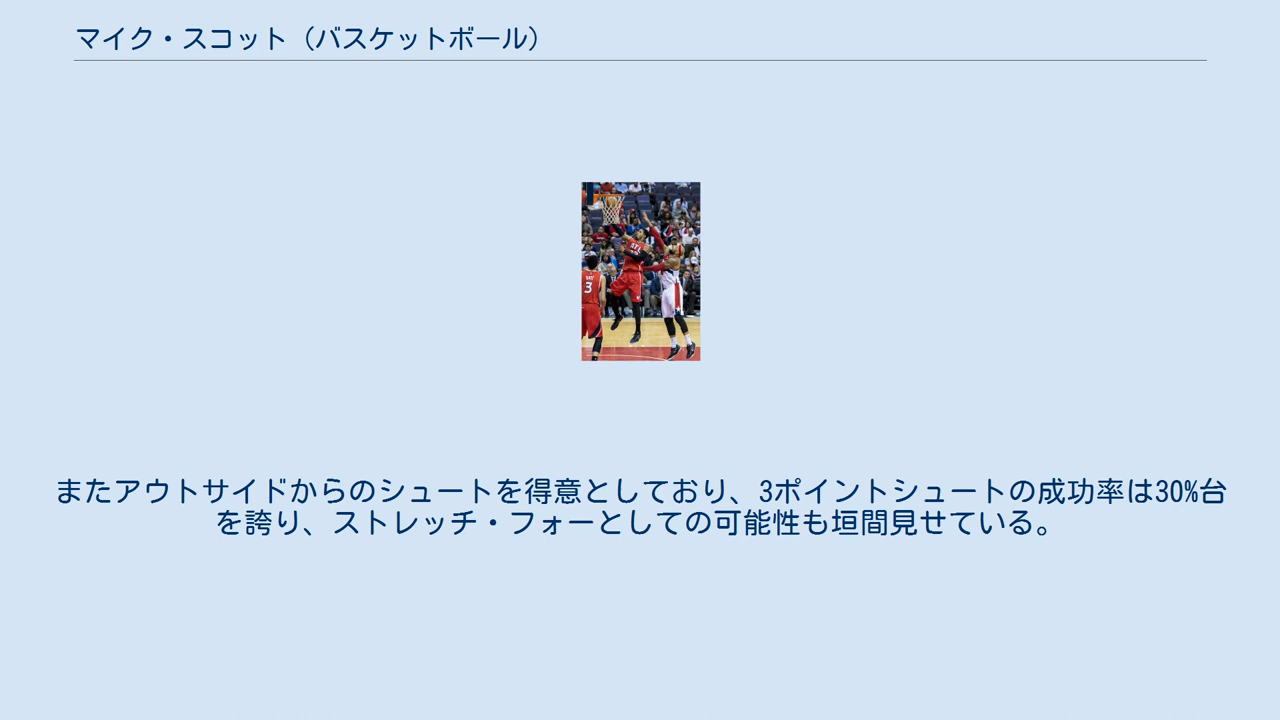 マイク・スコット（バスケットボール）
ATL
3
またアウトサイドからのシュートを得意としており、3ポイントシュートの成功率は30%台
を誇り、ストレッチ・フォーとしての可能性も垣間見せている。